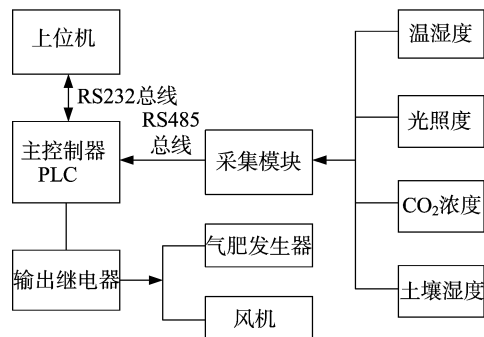 上位机
温湿度
RS232总线
RS485
总线
光照度
主控制器
PLC
采集模块
CO₂浓度
输出继电器
气肥发生器
土壤湿度
风机